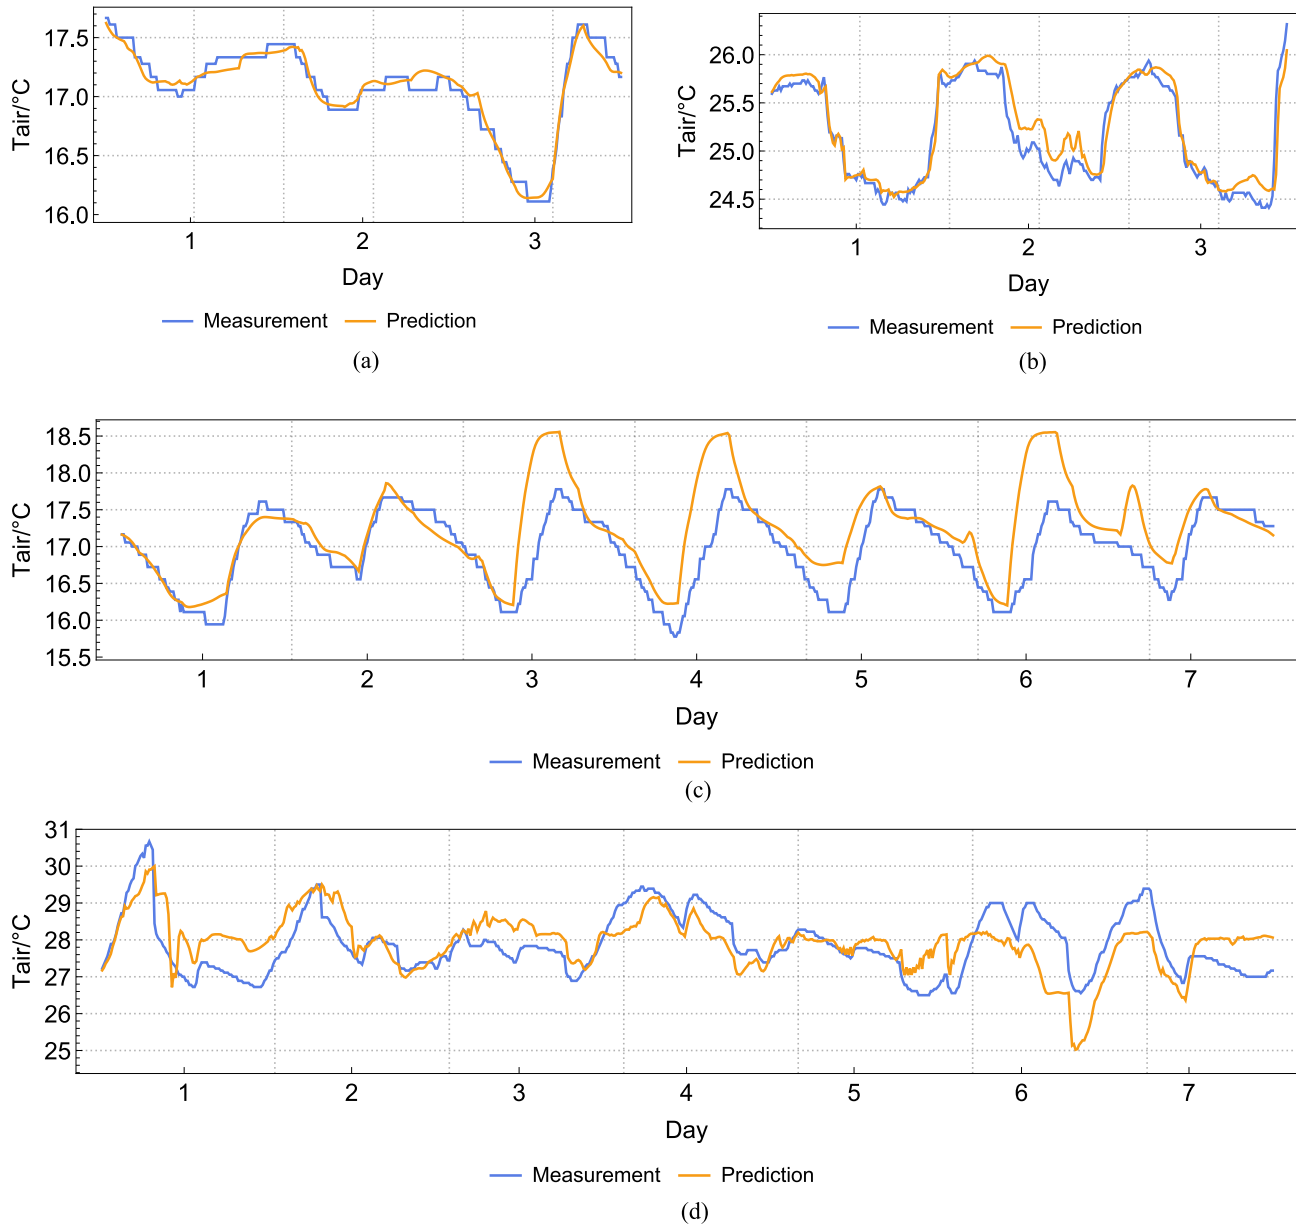 17.5
17.0
16.5
16.0
Tair/°C
1 2 3
Day
Measurement Prediction
(a)
26.0
25.5
25.0
24.5
Tair/°C
1 2 3
Day
Measurement Prediction
(b)
18.5
18.0
17.5
17.0
16.5
16.0
15.5
Tair/°C
1 2 3 4 5 6 7
Day
Measurement Prediction
(c)
31
30
29
28
27
26
25
Tair/°C
1 2 3 4 5 6 7
Day
Measurement Prediction
(d)